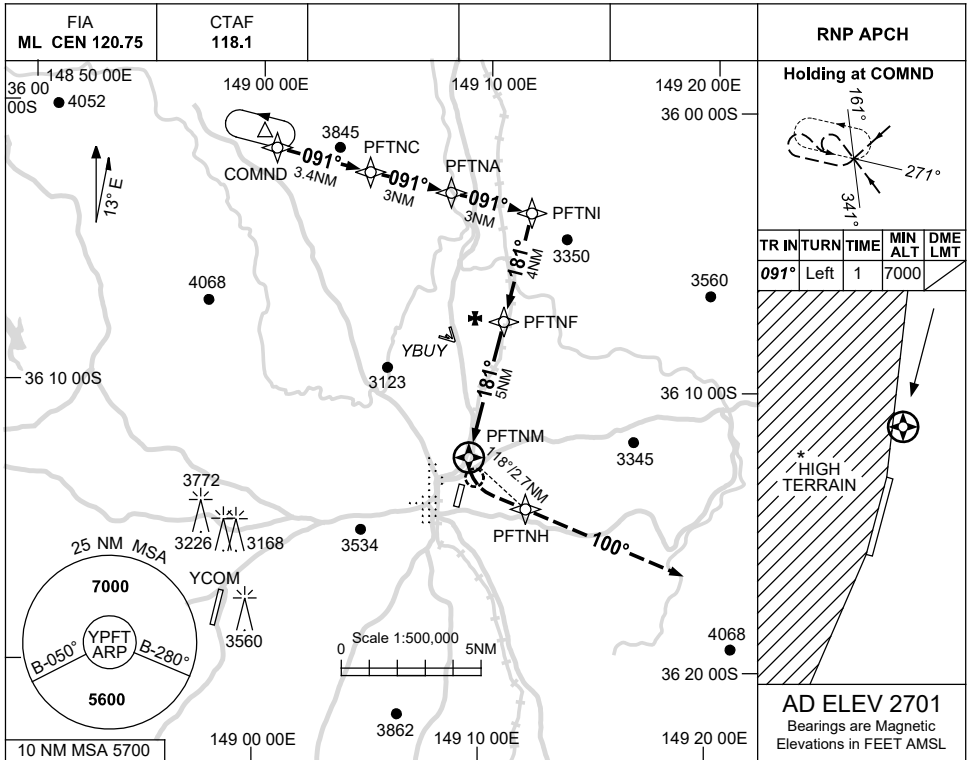 FIA
ML CEN 120.75
CTAF
118.1
RNP APCH
148 50 00E
149 00 00E
149 10 00E
149 20 00E
36 00
00S
4052
36 00 00S
13° E
3845
COMND
PFTNC
PFTNA
PFTNI
091°
3.4NM
091°
3NM
091°
3NM
3350
181°
4NM
4068
3560
PFTNF
YBUY
3123
36 10 00S
36 10 00S
181°
5NM
PFTNM
118°/2.7NM
3345
PFTNH
100°
3772
3226
3168
3534
25 NM MSA
7000
YPFT
ARP
B-050°
B-280°
5600
YCOM
3560
Scale 1:500,000
0
5NM
4068
36 20 00S
3862
10 NM MSA 5700
149 00 00E
149 10 00E
149 20 00E
Holding at COMND
161°
271°
341°
TR IN TURN TIME MIN ALT DME LMT
091° Left 1 7000
*
HIGH
TERRAIN
AD ELEV 2701
Bearings are Magnetic
Elevations in FEET AMSL